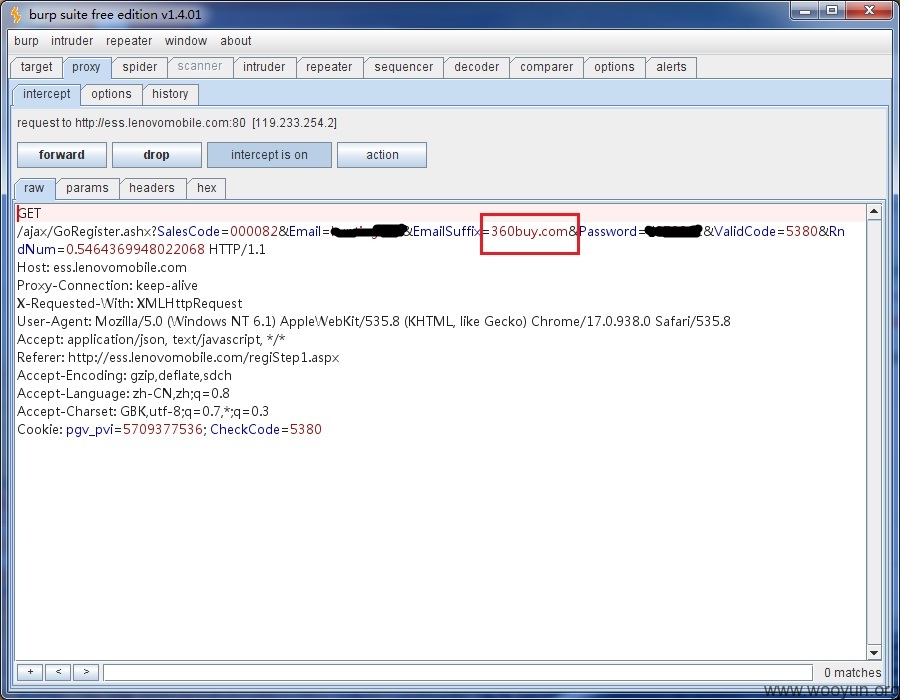 burp suite free edition v1.4.01
burp intruder repeater window about
target proxy spider scanner intruder repeater sequencer decoder comparer options alerts
intercept options history
request to http://ess.lenovomobile.com:80 [119.233.254.2]
forward drop intercept is on action
raw params headers hex
GET
/ajax/GoRegister.ashx?SalesCode=000082&Email= &EmailSuffix=360buy.com&Password= &ValidCode=5380&Rn
dNum=0.5464369948022068 HTTP/1.1
Host: ess.lenovomobile.com
Proxy-Connection: keep-alive
X-Requested-With: XMLHttpRequest
User-Agent: Mozilla/5.0 (Windows NT 6.1) AppleWebKit/535.8 (KHTML, like Gecko) Chrome/17.0.938.0 Safari/535.8
Accept: application/json, text/javascript, */*
Referer: http://ess.lenovomobile.com/regiStep1.aspx
Accept-Encoding: gzip,deflate,sdch
Accept-Language: zh-CN,zh;q=0.8
Accept-Charset: GBK,utf-8;q=0.7,*;q=0.3
Cookie: pgv_pvi=5709377536; CheckCode=5380
+ < > 0 matches
www.wooyun.org